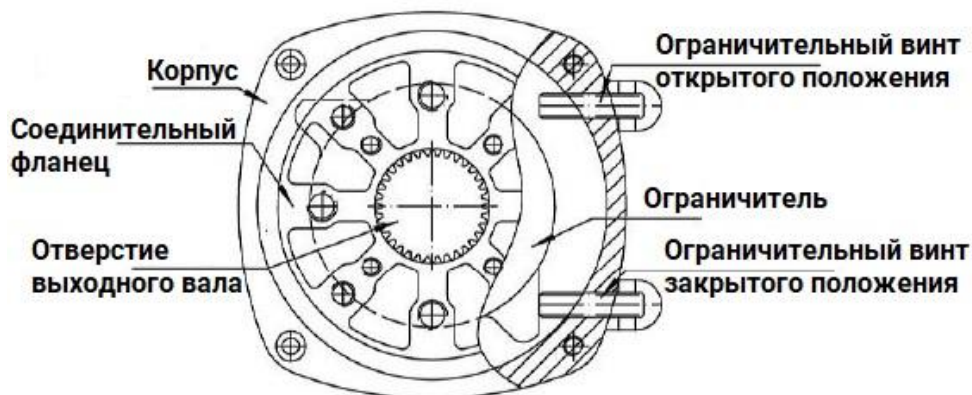 Корпус
Соединительный
фланец
Отверстие
выходного вала
Ограничительный винт
открытого положения
Ограничитель
Ограничительный винт
закрытого положения